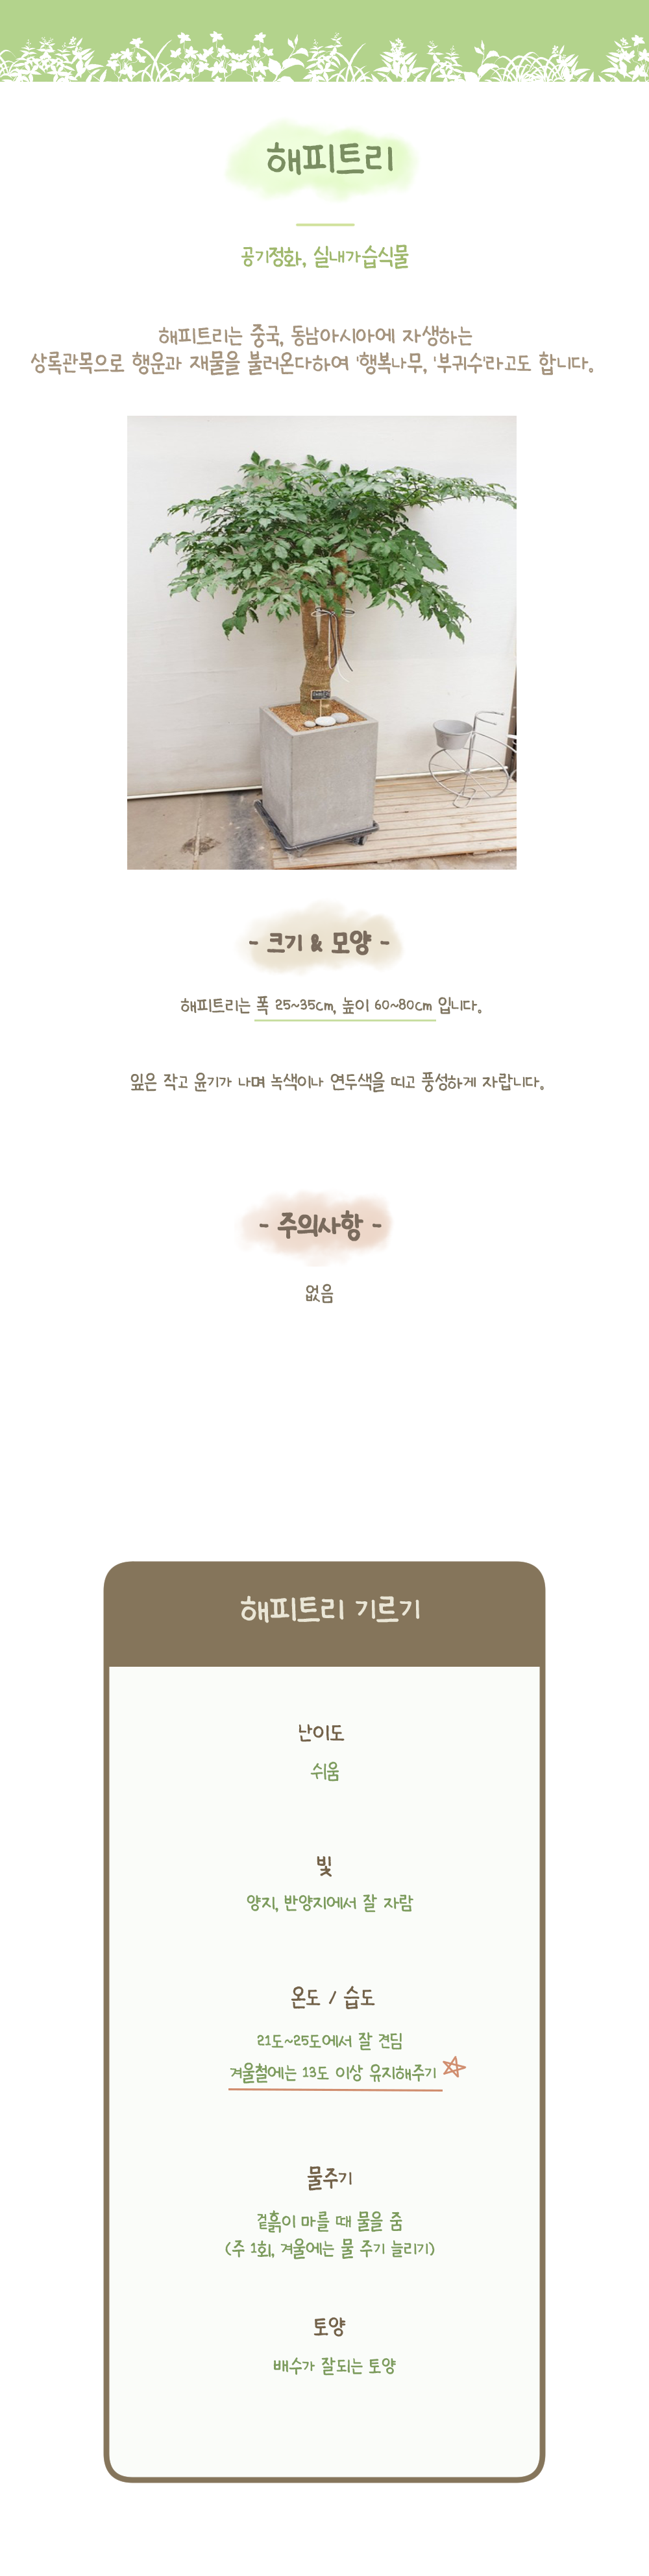 해피트리
공기정화, 실내가습식물
해피트리는 중국, 동남아시아에 자생하는
상록관목으로 행운과 재물을 불러온다하여 '행복나무, '부귀수'라고도 합니다.
- 크기 & 모양 -
해피트리는 폭 25~35cm, 높이 60~80cm 입니다.
잎은 작고 윤기가 나며 녹색이나 연두색을 띠고 풍성하게 자랍니다.
- 주의사항 -
없음
해피트리 기르기
난이도
쉬움
빛
양지, 반양지에서 잘 자람
온도 / 습도
21도~25도에서 잘 견딤
겨울철에는 13도 이상 유지해주기
물주기
겉흙이 마를 때 물을 줌
(주 1회, 겨울에는 물 주기 늘리기)
토양
배수가 잘되는 토양